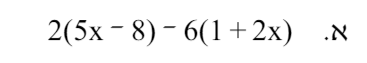 א. 2(5x − 8) − 6(1 + 2x)